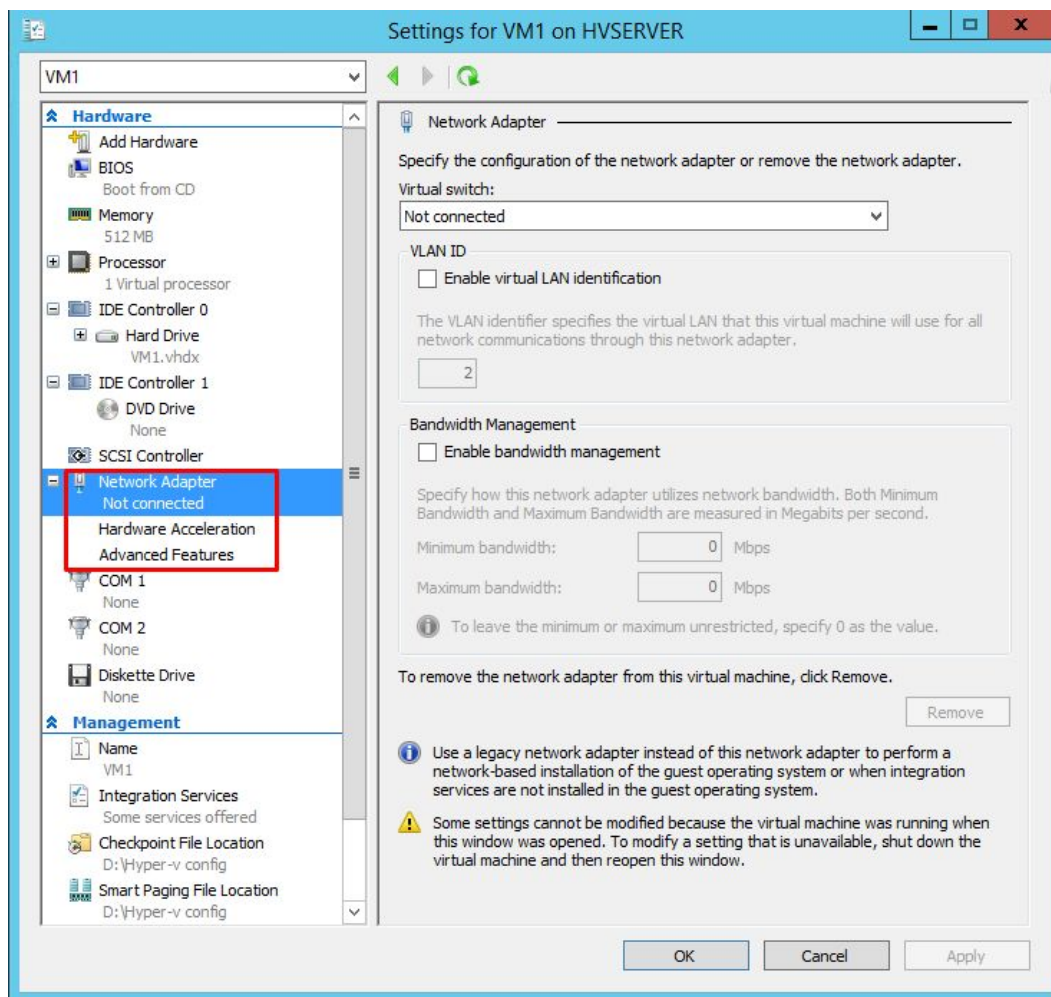 Settings for VM1 on HVSERVER
VM1
Hardware
Add Hardware
BIOS
Boot from CD
Memory
512 MB
Processor
1 Virtual processor
IDE Controller 0
Hard Drive
VM1.vhdx
IDE Controller 1
DVD Drive
None
SCSI Controller
Network Adapter
Not connected
Hardware Acceleration
Advanced Features
COM 1
None
COM 2
None
Diskette Drive
None
Management
Name
VM1
Integration Services
Some services offered
Checkpoint File Location
D:\Hyper-v config
Smart Paging File Location
D:\Hyper-v config
Network Adapter
Specify the configuration of the network adapter or remove the network adapter.
Virtual switch:
Not connected
VLAN ID
Enable virtual LAN identification
The VLAN identifier specifies the virtual LAN that this virtual machine will use for all
network communications through this network adapter.
2
Bandwidth Management
Enable bandwidth management
Specify how this network adapter utilizes network bandwidth. Both Minimum
Bandwidth and Maximum Bandwidth are measured in Megabits per second.
Minimum bandwidth: 0 Mbps
Maximum bandwidth: 0 Mbps
To leave the minimum or maximum unrestricted, specify 0 as the value.
To remove the network adapter from this virtual machine, click Remove.
Remove
Use a legacy network adapter instead of this network adapter to perform a
network-based installation of the guest operating system or when integration
services are not installed in the guest operating system.
Some settings cannot be modified because the virtual machine was running when
this window was opened. To modify a setting that is unavailable, shut down the
virtual machine and then reopen this window.
OK Cancel Apply